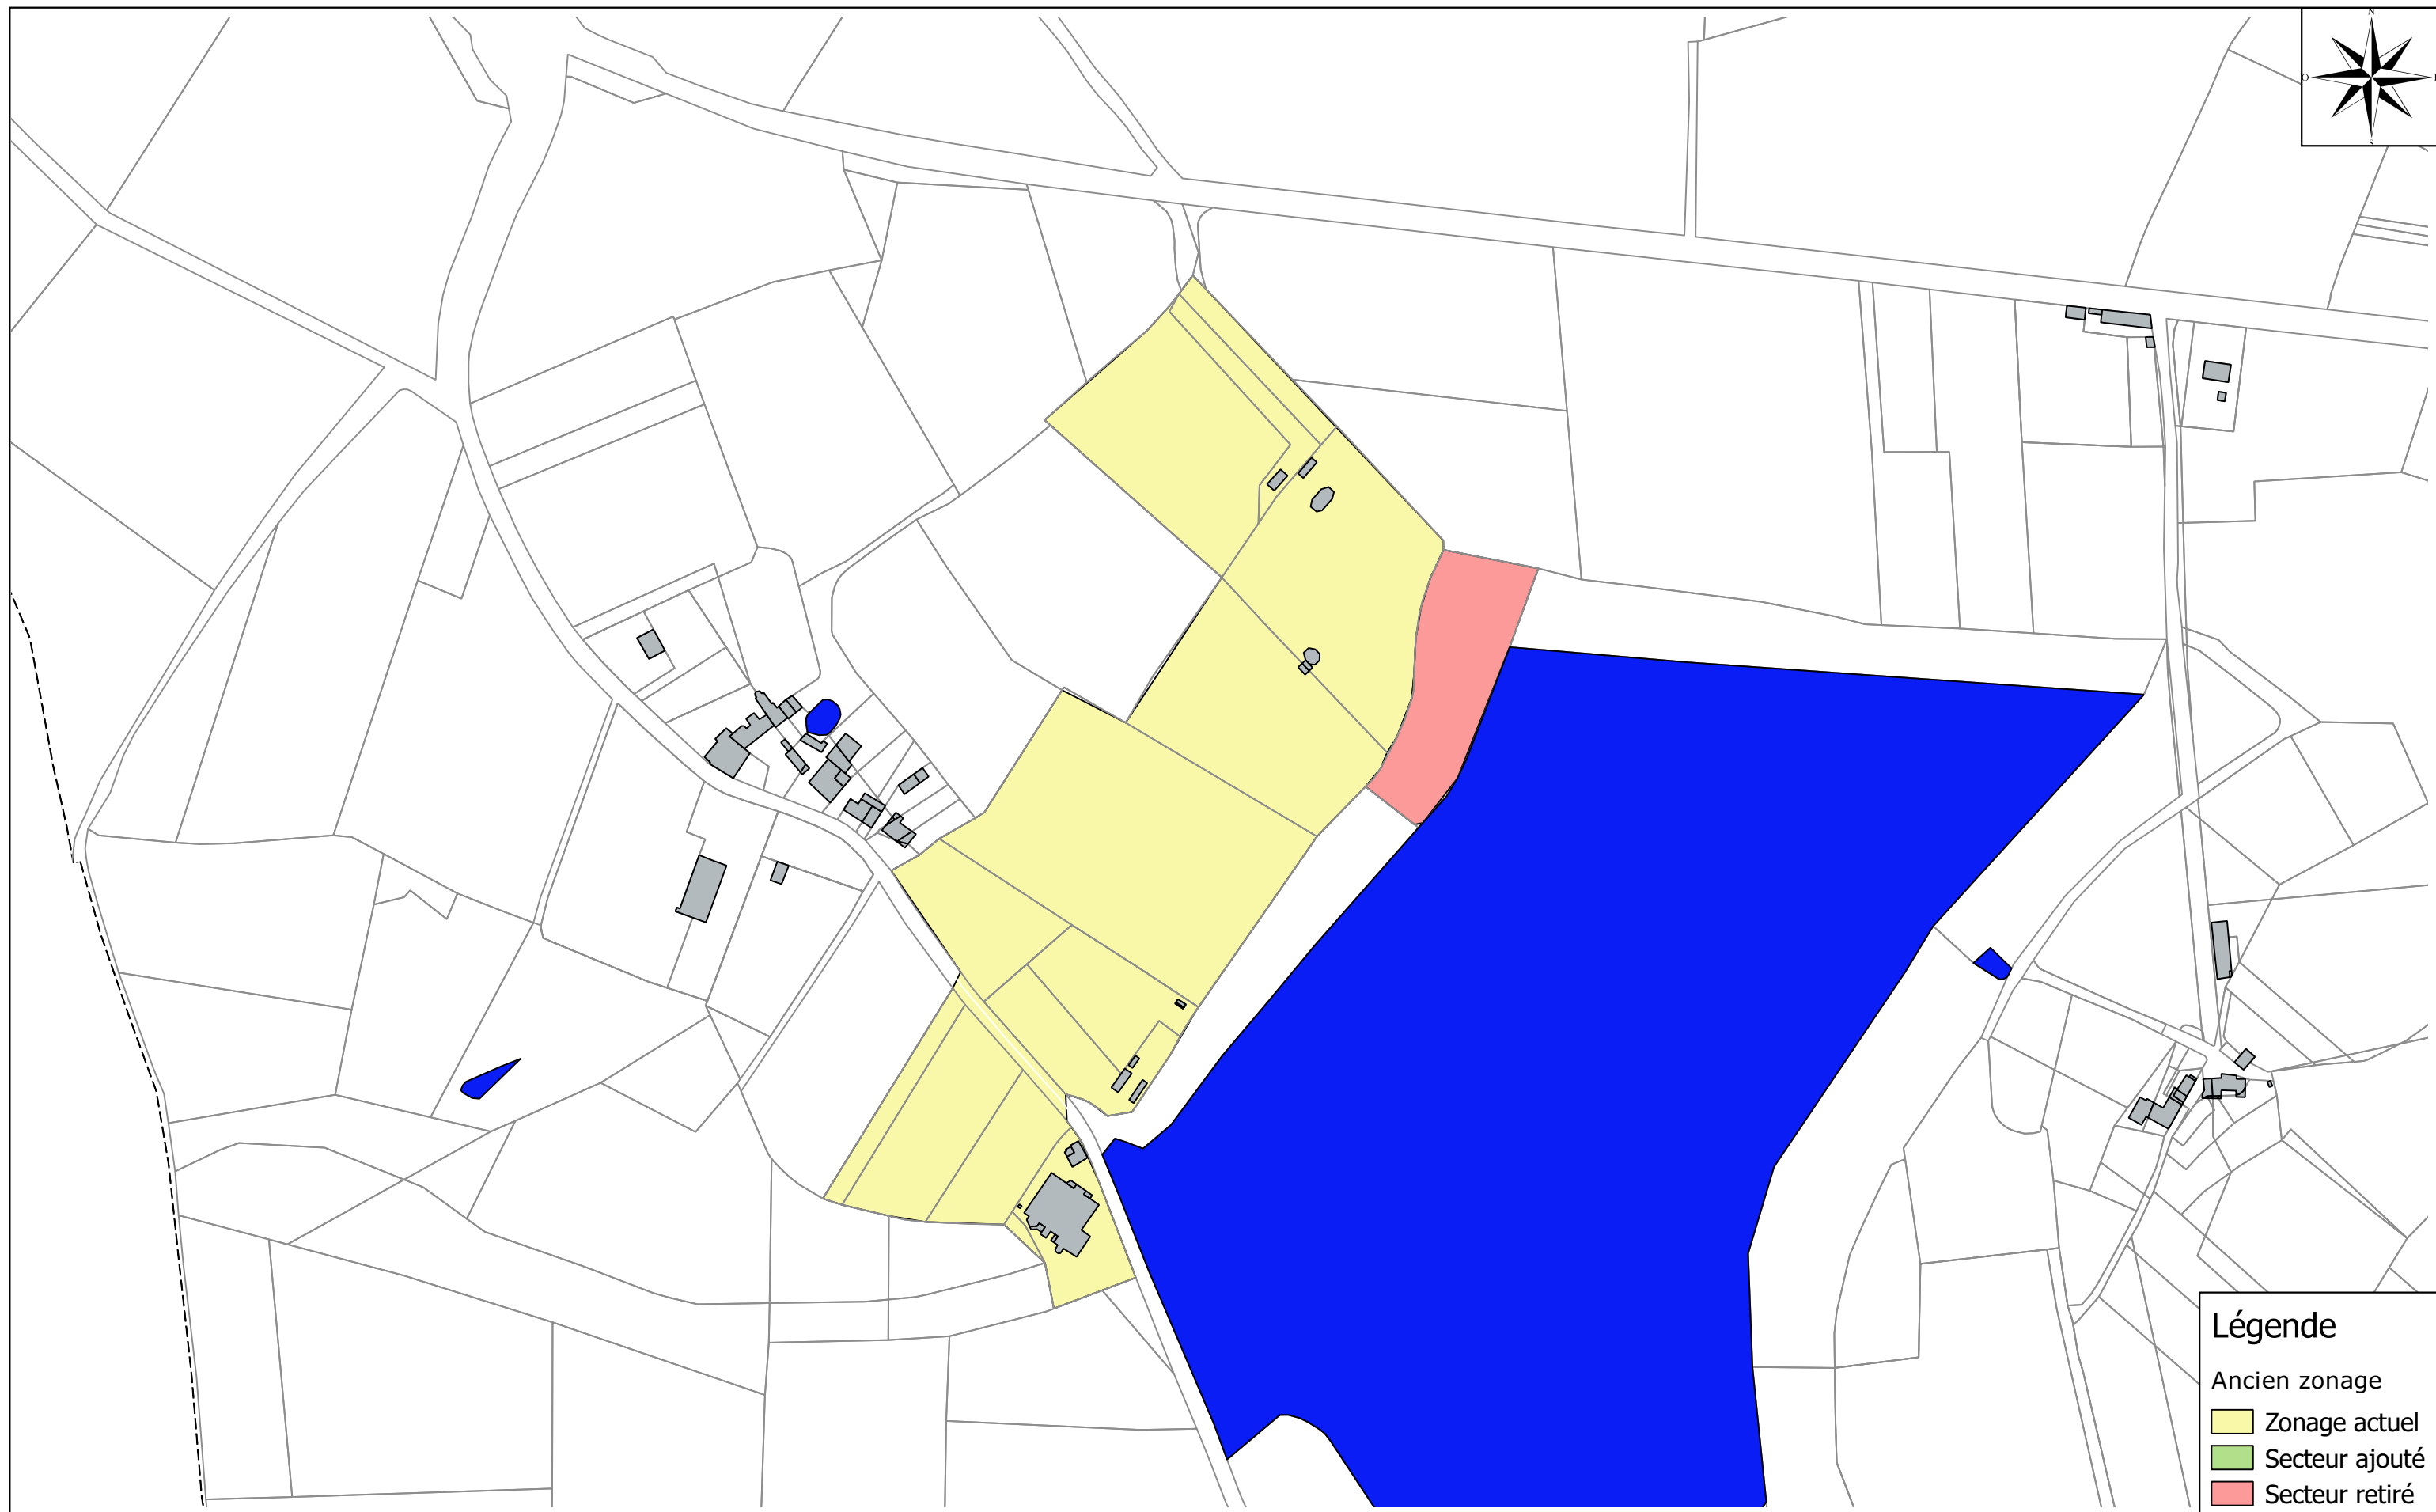 N
O
S
Légende
Ancien zonage
Zonage actuel
Secteur ajouté
Secteur retiré